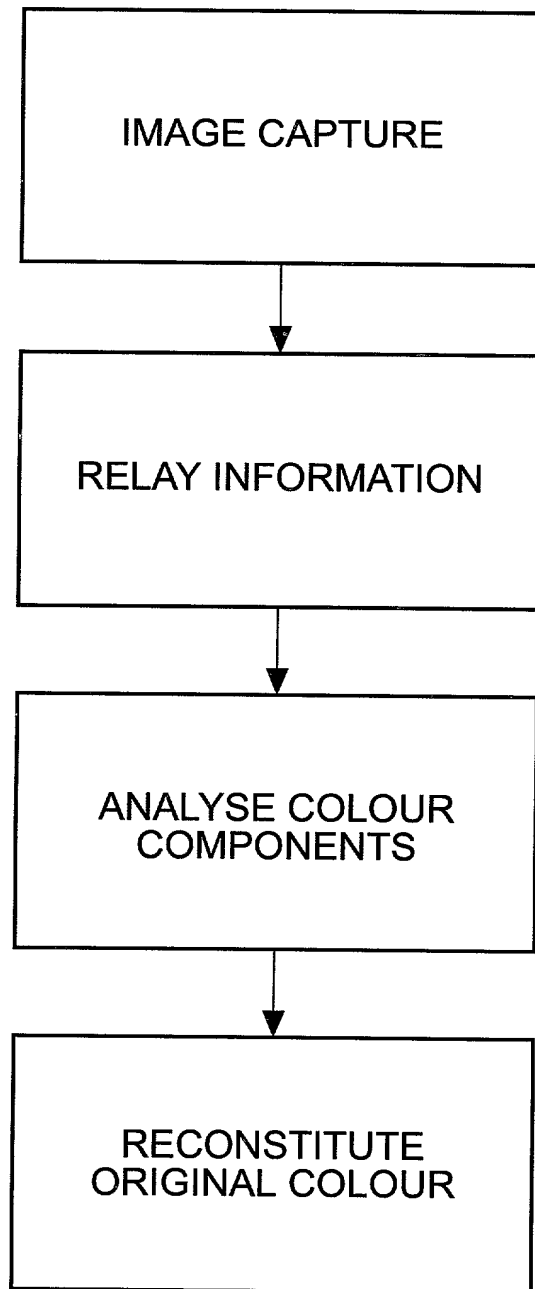 IMAGE CAPTURE
RELAY INFORMATION
ANALYSE COLOUR
COMPONENTS
RECONSTITUTE
ORIGINAL COLOUR